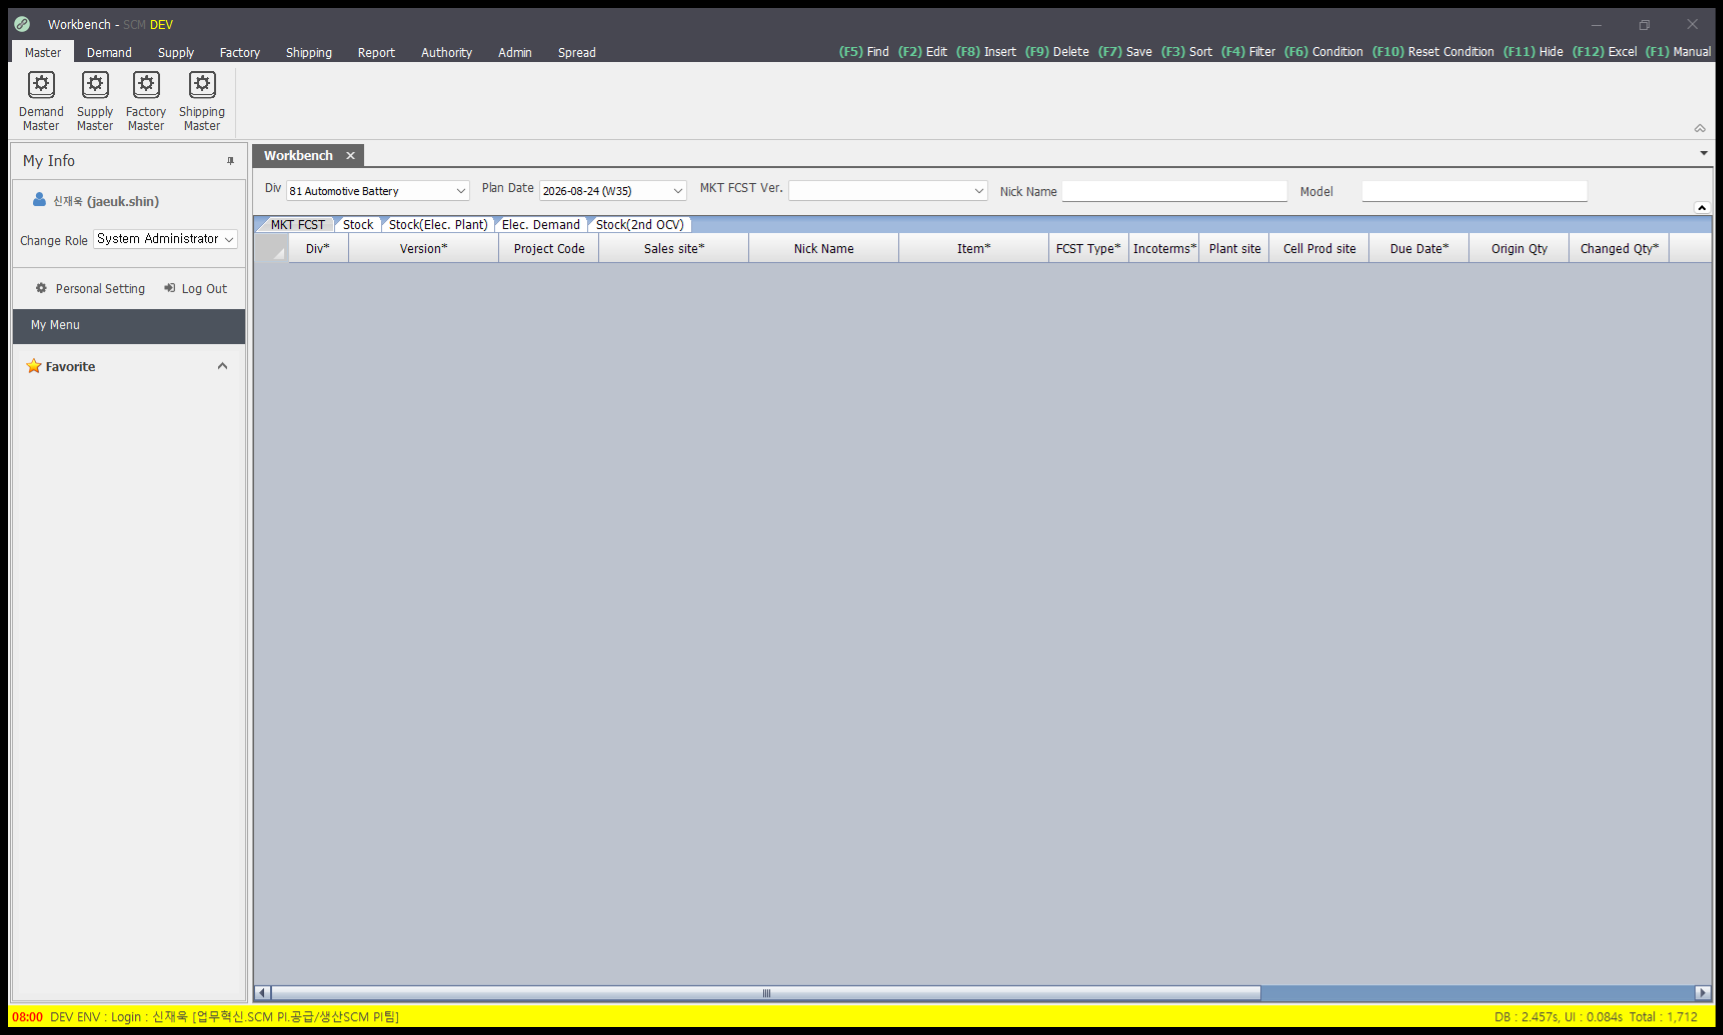 Workbench - SCM DEV
Master Demand Supply Factory Shipping Report Authority Admin Spread (F5) Find (F2) Edit (F8) Insert (F9) Delete (F7) Save (F3) Sort (F4) Filter (F6) Condition (F10) Reset Condition (F11) Hide (F12) Excel (F1) Manual
Demand Master
Supply Master
Factory Master
Shipping Master
My Info
신재욱 (jaeuk.shin)
Change Role System Administrator
Personal Setting Log Out
My Menu
Favorite
Workbench
Div 81 Automotive Battery Plan Date 2026-08-24 (W35) MKT FCST Ver. Nick Name Model
MKT FCST Stock Stock(Elec. Plant) Elec. Demand Stock(2nd OCV)
Div* Version* Project Code Sales site* Nick Name Item* FCST Type* Incoterms* Plant site Cell Prod site Due Date* Origin Qty Changed Qty*
08:00 DEV ENV : Login : 신재욱 [업무혁신.SCM PI.공급/생산SCM PI팀] DB : 2.457s, UI : 0.084s Total : 1,712